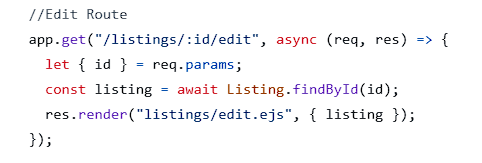 //Edit Route
app.get("/listings/:id/edit", async (req, res) => {
  let { id } = req.params;
  const listing = await Listing.findById(id);
  res.render("listings/edit.ejs", { listing });
});